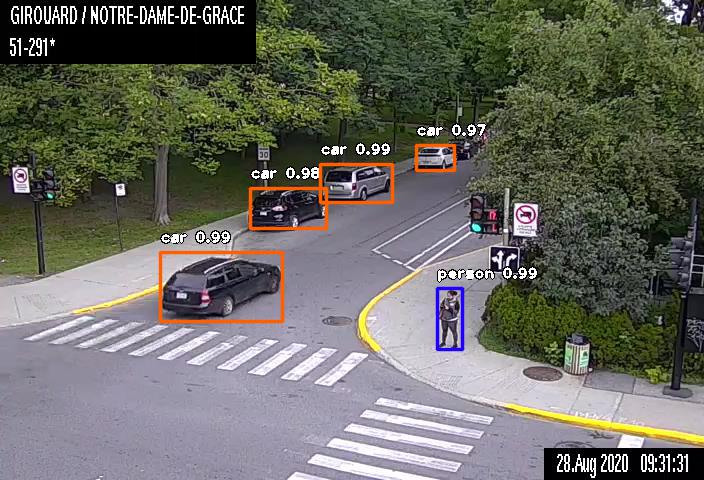 GIROUARD / NOTRE-DAME-DE-GRACE
51-291*
car 0.97
car 0.99
car 0.98
30
car 0.99
person 0.99
28.Aug 2020 09:31:31